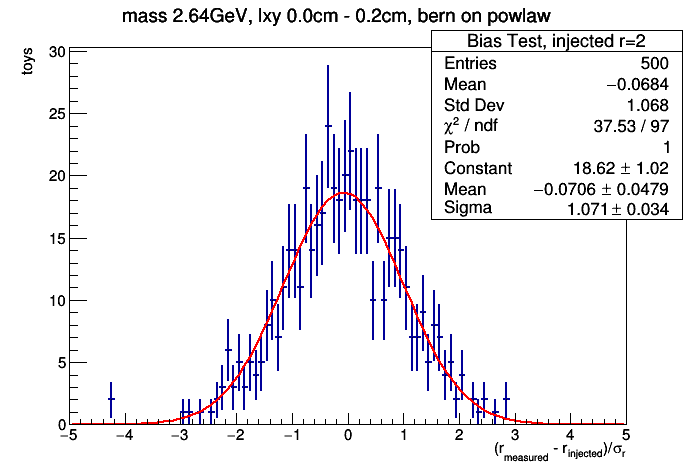 mass 2.64GeV, lxy 0.0cm - 0.2cm, bern on powlaw
Bias Test, injected r=2
Entries 500
Mean −0.0684
Std Dev 1.068
χ² / ndf 37.53 / 97
Prob 1
Constant 18.62 ± 1.02
Mean −0.0706 ± 0.0479
Sigma 1.071 ± 0.034
toys
30
25
20
15
10
5
0
−5 −4 −3 −2 −1 0 1 2 3 4 5
(r_measured - r_injected)/σ_r